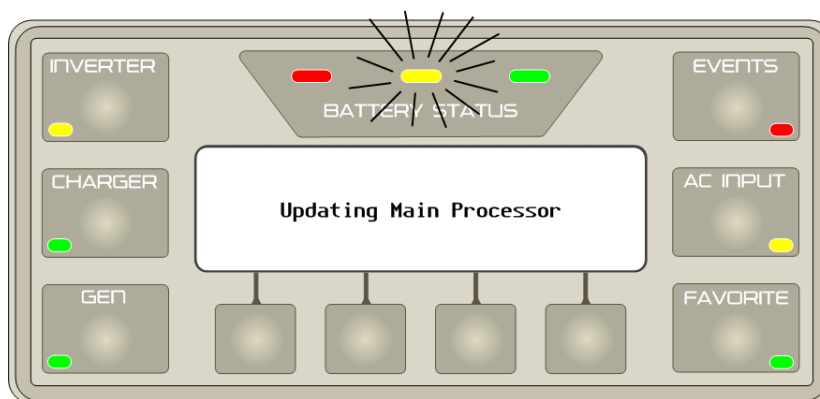 INVERTER
BATTERY STATUS
EVENTS
CHARGER
Updating Main Processor
AC INPUT
GEN
FAVORITE